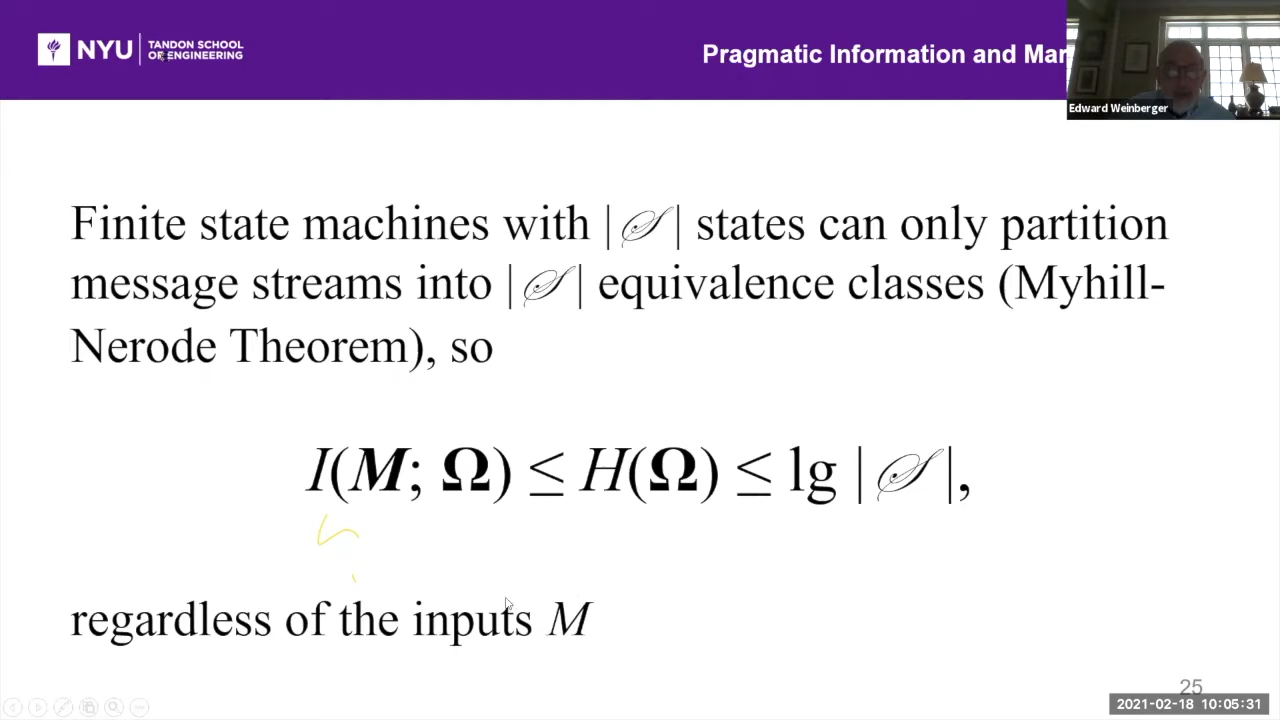 NYU TANDON SCHOOL
OF ENGINEERING
Pragmatic Information and Mar
Edward Weinberger
Finite state machines with |𝒮| states can only partition
message streams into |𝒮| equivalence classes (Myhill-
Nerode Theorem), so
I(M; Ω) ≤ H(Ω) ≤ lg |𝒮|,
regardless of the inputs M
25
2021-02-18 10:05:31